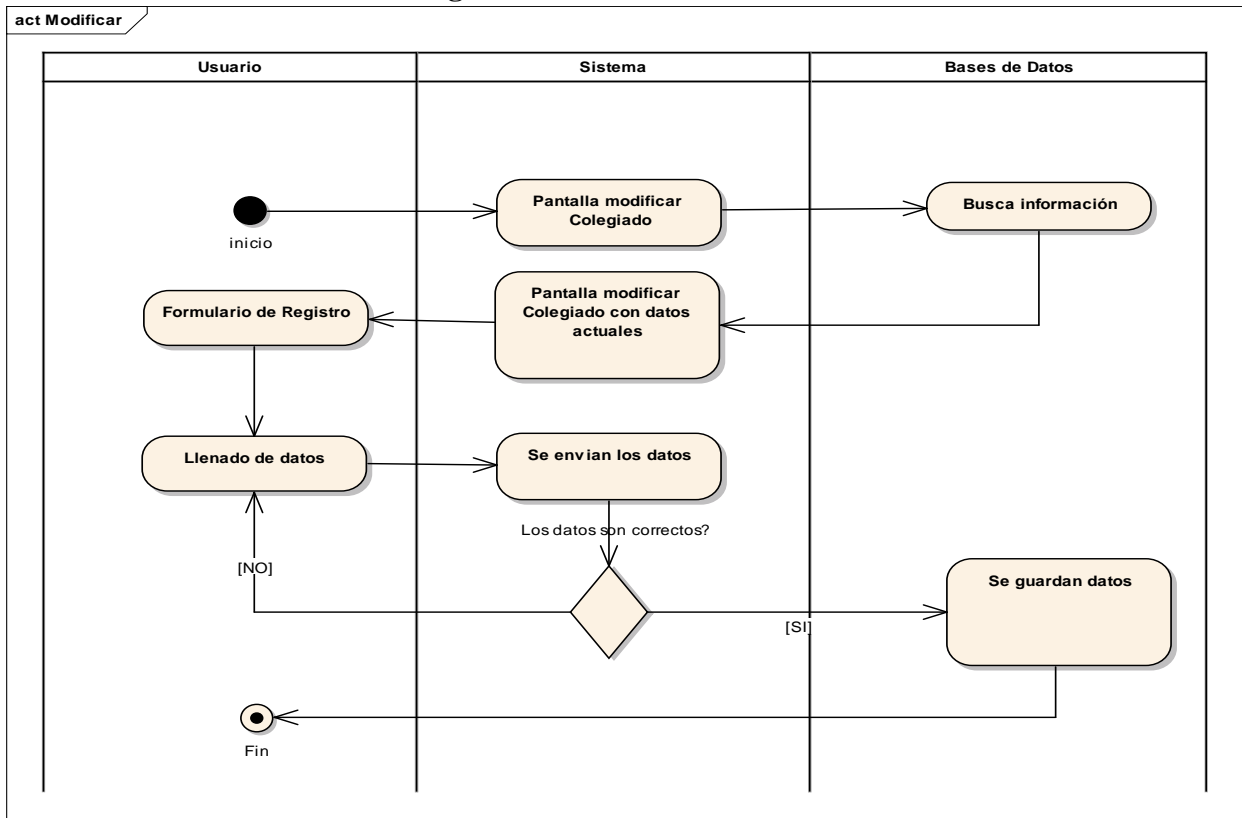 act Modificar
Usuario
Sistema
Bases de Datos
inicio
Pantalla modificar
Colegiado
Busca información
Formulario de Registro
Pantalla modificar
Colegiado con datos
actuales
Llenado de datos
Se envian los datos
Los datos son correctos?
[NO]
[SI]
Se guardan datos
Fin